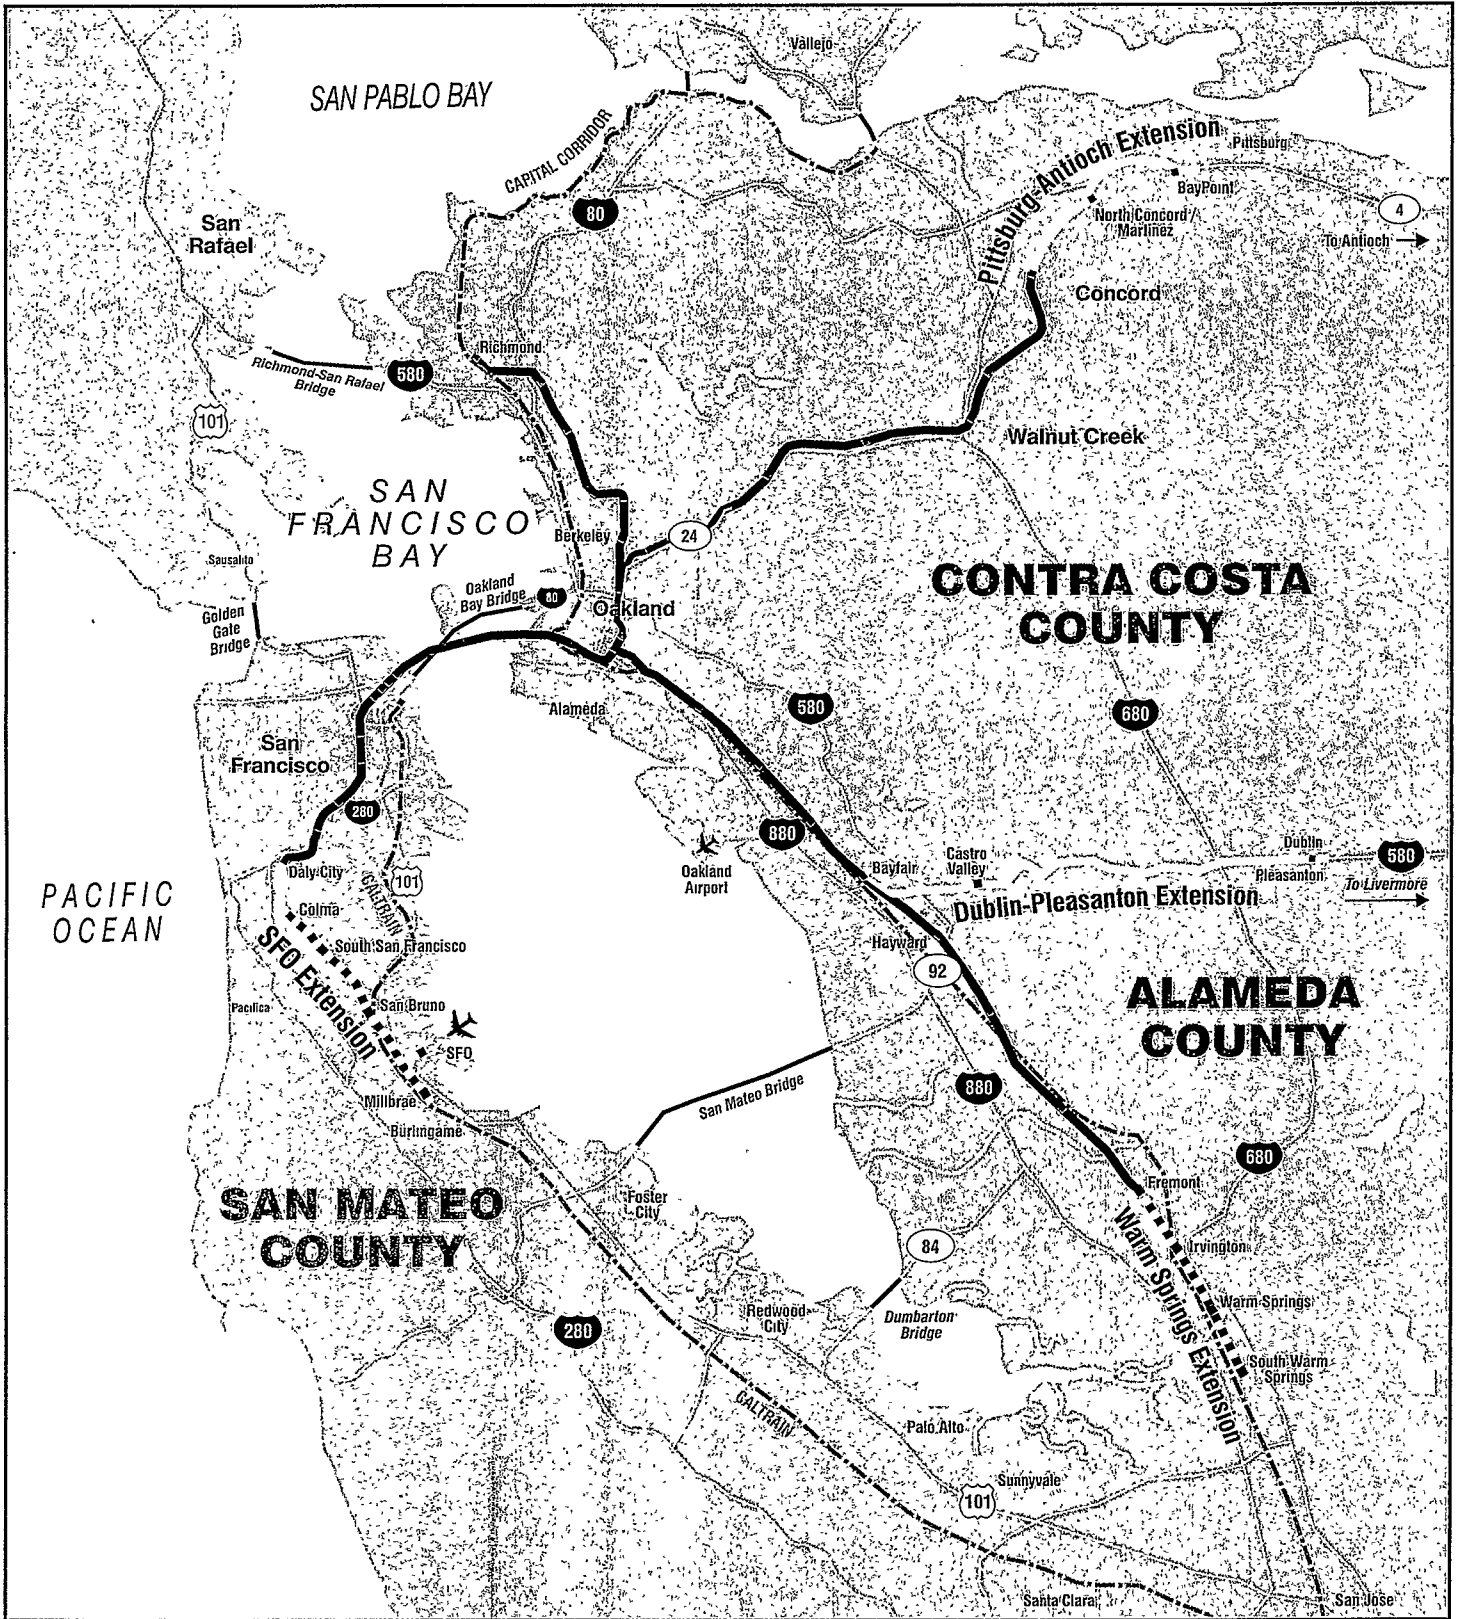 Vallejo
SAN PABLO BAY
CAPITAL CORRIDOR
Pittsburg-Antioch Extension
Pittsburg
BayPoint
80
4
North Concord/
Martinez
San
Rafael
To Antioch
Concord
Richmond
Richmond-San Rafael
Bridge
580
101
Walnut Creek
SAN
FRANCISCO
BAY
Berkeley
24
Sausalito
CONTRA COSTA
COUNTY
Oakland
Bay Bridge
80
Oakland
Golden
Gate
Bridge
Alameda
580
680
San
Francisco
280
880
Oakland
Airport
Bayfair
Castro
Valley
Dublin
580
Pleasanton
To Livermore
Dublin-Pleasanton Extension
Daly City
CALTRAIN
101
PACIFIC
OCEAN
Colma
SFO Extension
South San Francisco
Hayward
92
Pacifica
San Bruno
SFO
ALAMEDA
COUNTY
Millbrae
San Mateo Bridge
880
Burlingame
680
Fremont
SAN MATEO
COUNTY
Foster
City
84
Irvington
Warm Springs Extension
Warm Springs
280
Redwood
City
Dumbarton
Bridge
South Warm
Springs
CALTRAIN
Palo Alto
101
Sunnyvale
Santa Clara
San Jose